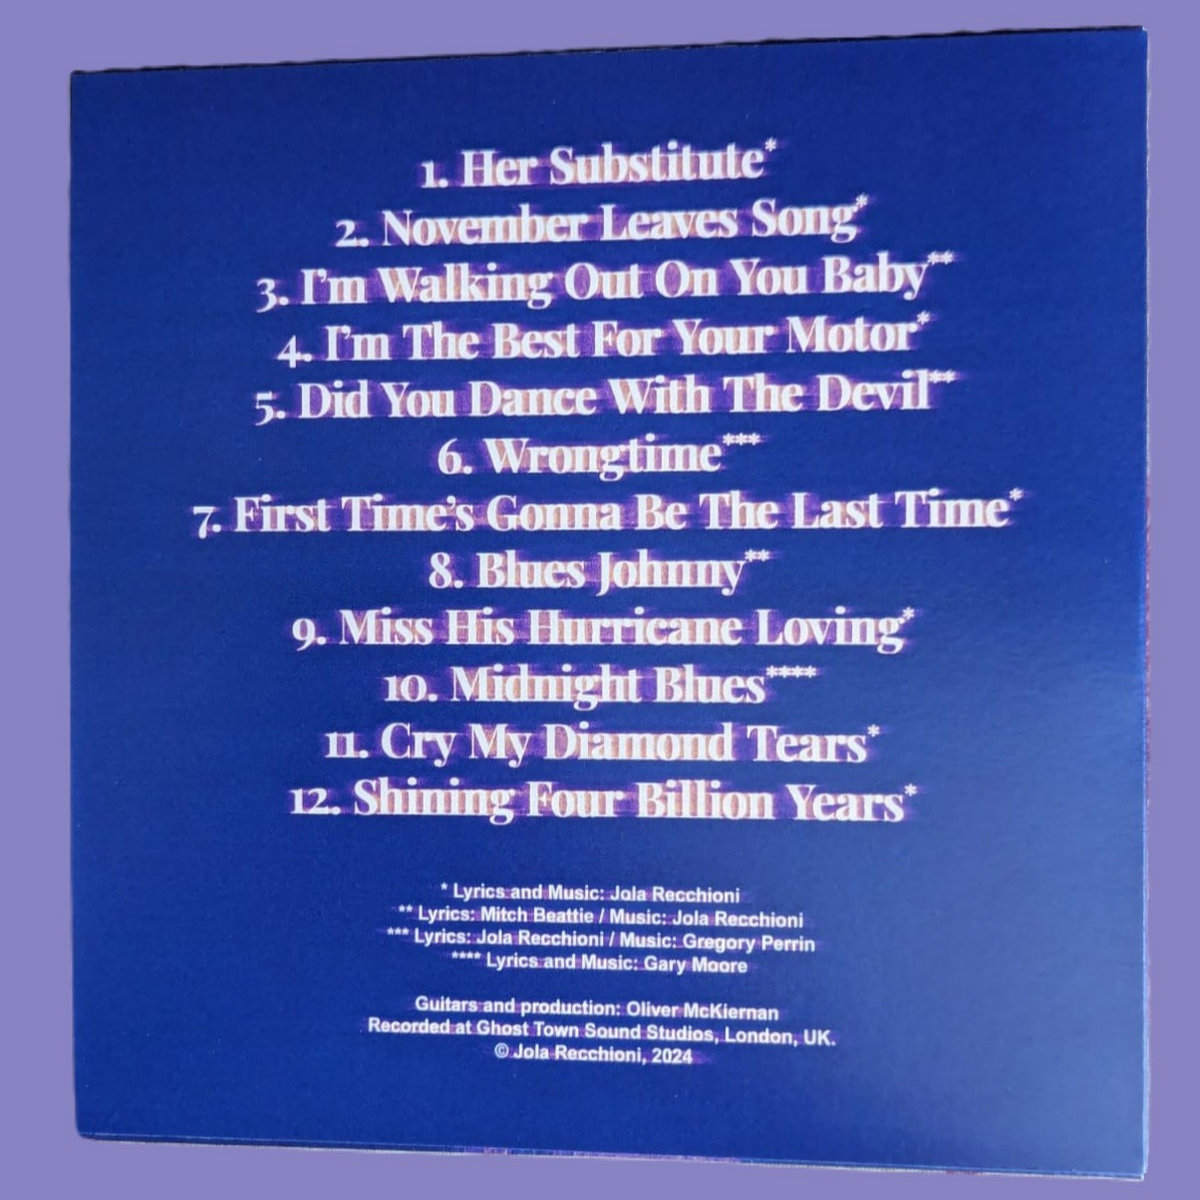 1. Her Substitute*
2. November Leaves Song*
3. I'm Walking Out On You Baby**
4. I'm The Best For Your Motor*
5. Did You Dance With The Devil**
6. Wrongtime***
7. First Time's Gonna Be The Last Time*
8. Blues Johnny**
9. Miss His Hurricane Loving*
10. Midnight Blues****
11. Cry My Diamond Tears*
12. Shining Four Billion Years*
* Lyrics and Music: Jola Recchioni
** Lyrics: Mitch Beattie / Music: Jola Recchioni
*** Lyrics: Jola Recchioni / Music: Gregory Perrin
**** Lyrics and Music: Gary Moore
Guitars and production: Oliver McKiernan
Recorded at Ghost Town Sound Studios, London, UK.
© Jola Recchioni, 2024